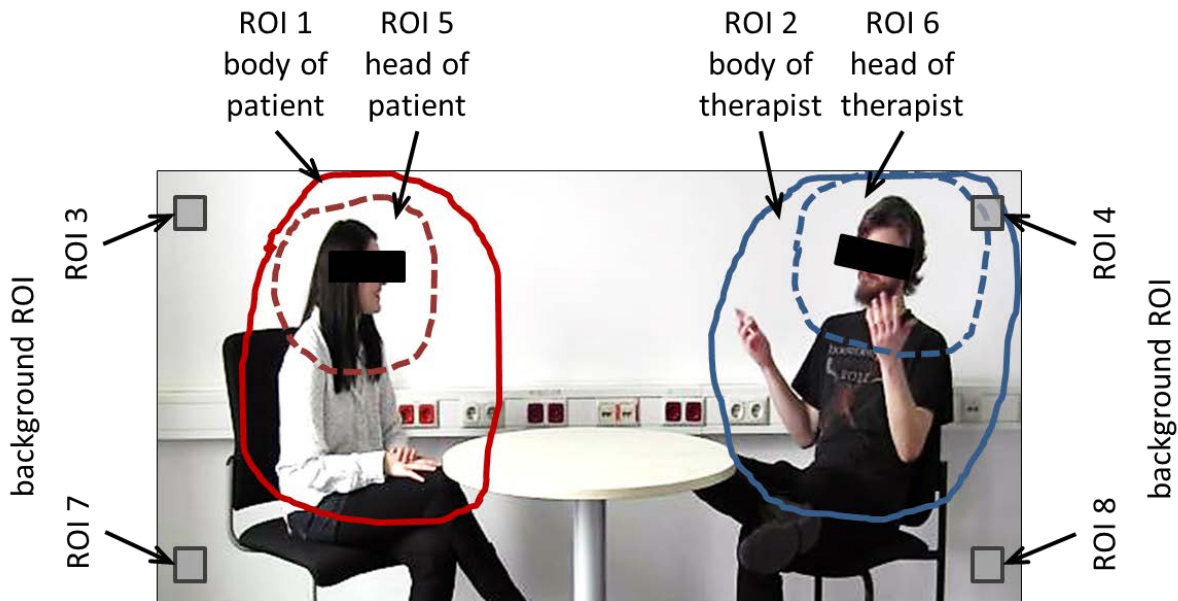 ROI 1
body of
patient
ROI 5
head of
patient
ROI 2
body of
therapist
ROI 6
head of
therapist
ROI 3
ROI 4
background ROI
background ROI
ROI 7
ROI 8